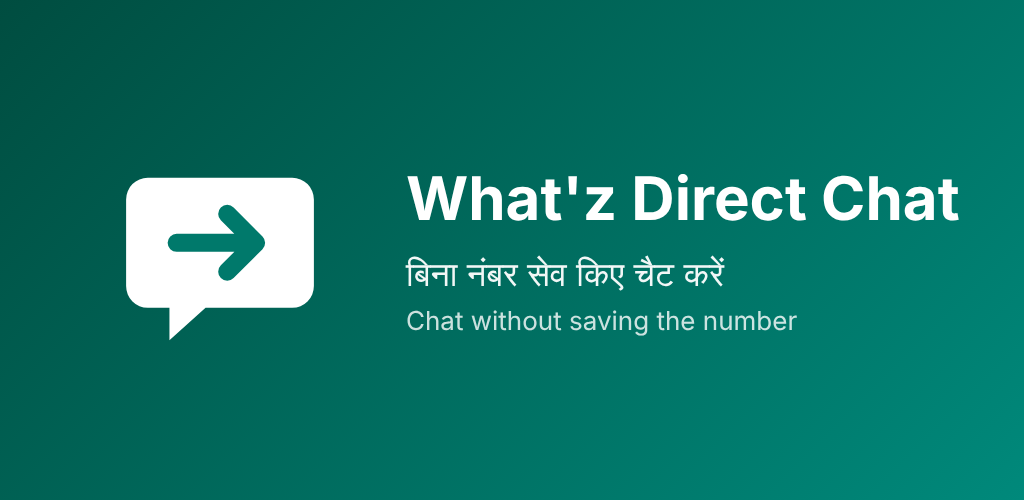 What'z Direct Chat
बिना नंबर सेव किए चैट करें
Chat without saving the number